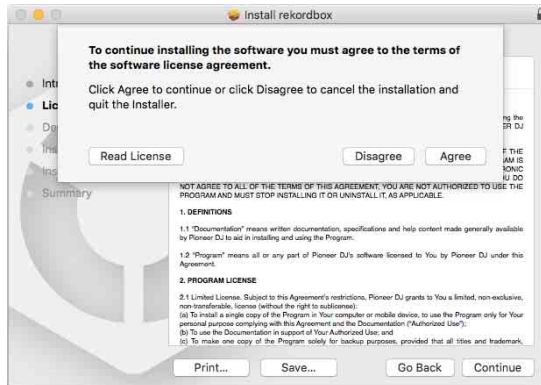 Install rekordbox
To continue installing the software you must agree to the terms of
the software license agreement.
Click Agree to continue or click Disagree to cancel the installation and
quit the Installer.
Read License
Disagree
Agree
Lic
Summary
NOT AGREE TO ALL OF THE TERMS OF THIS AGREEMENT, YOU ARE NOT AUTHORIZED TO USE THE
PROGRAM AND MUST STOP INSTALLING IT OR UNINSTALL IT, AS APPLICABLE.
1. DEFINITIONS
1.1 "Documentation" means written documentation, specifications and help content made generally available
by Pioneer DJ to aid in installing and using the Program.
1.2 "Program" means all or any part of Pioneer DJ's software licensed to You by Pioneer DJ under this
Agreement.
2. PROGRAM LICENSE
2.1 Limited License. Subject to this Agreement's restrictions, Pioneer DJ grants to You a limited, non-exclusive,
non-transferable, license (without the right to sublicense):
(a) To install a single copy of the Program in Your computer or mobile device, to use the Program only for Your
personal purpose complying with this Agreement and the Documentation ("Authorized Use");
(b) To use the Documentation in support of Your Authorized Use; and
(c) To make one copy of the Program solely for backup purposes, provided that all titles and trademark,
Print...
Save...
Go Back
Continue